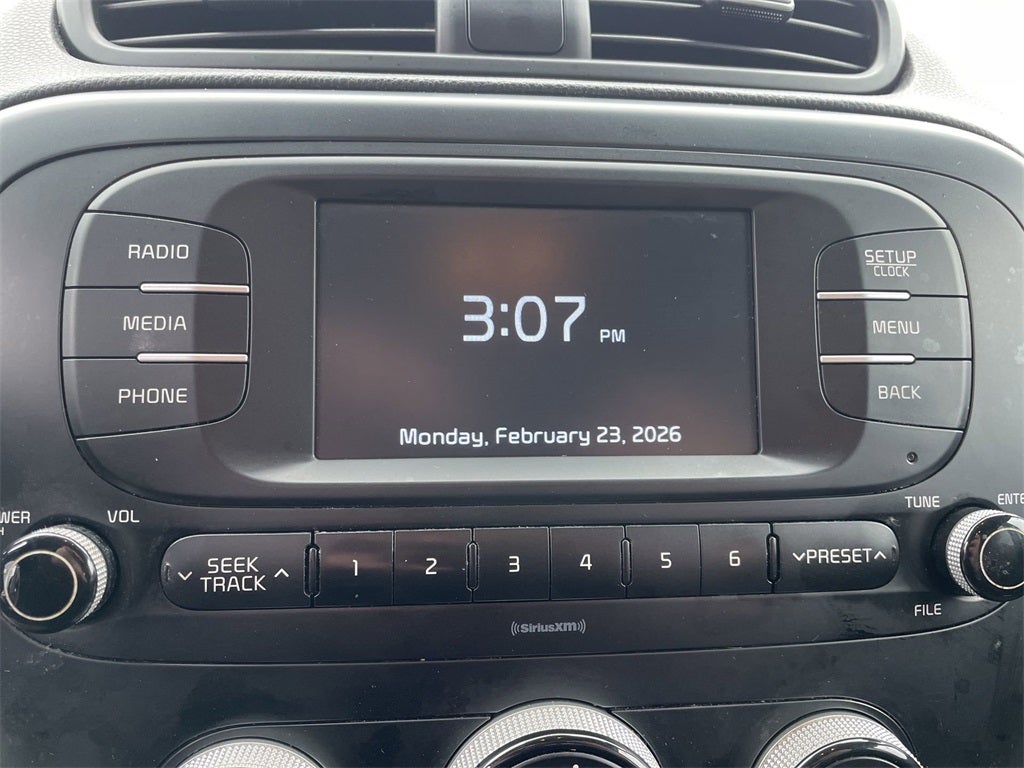 RADIO
MEDIA
PHONE
SETUP
CLOCK
MENU
BACK
3:07 PM
Monday, February 23, 2026
VOL
TUNE
SEEK
TRACK
1 2 3 4 5 6
PRESET
FILE
((SiriusXM))